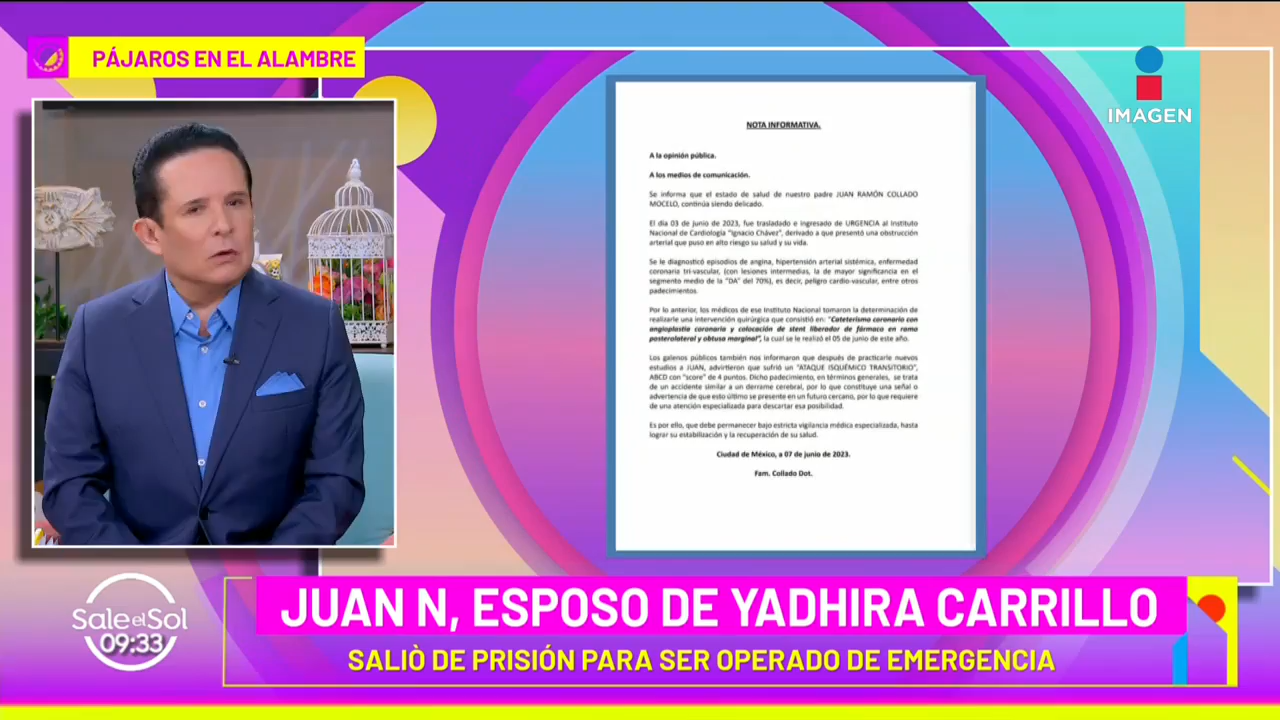 PÁJAROS EN EL ALAMBRE
IMAGEN
NOTA INFORMATIVA.
A la opinión pública.
A los medios de comunicación.
Se informa que el estado de salud de nuestro padre JUAN RAMÓN COLLADO
MOCELO, continúa siendo delicado.
El día 03 de junio de 2023, fue trasladado e ingresado de URGENCIA al Instituto
Nacional de Cardiología "Ignacio Chávez", derivado a que presentó una obstrucción
arterial que puso en alto riesgo su salud y su vida.
Se le diagnosticó episodios de angina, hipertensión arterial sistémica, enfermedad
coronaria tri-vascular, (con lesiones intermedias, la de mayor significancia en el
segmento medio de la "DA" del 70%), es decir, peligro cardio-vascular, entre otros
padecimientos.
Por lo anterior, los médicos de ese Instituto Nacional tomaron la determinación de
realizarle una intervención quirúrgica que consistió en: "Cateterismo coronario con
angioplastia coronaria y colocación de stent liberador de fármaco en rama
posterolateral y obtusa marginal", la cual se le realizó el 05 de junio de este año.
Los galenos públicos también nos informaron que después de practicarle nuevos
estudios a JUAN, advirtieron que sufrió un "ATAQUE ISQUÉMICO TRANSITORIO",
ABCD con "score" de 4 puntos. Dicho padecimiento, en términos generales, se trata
de un accidente similar a un derrame cerebral, por lo que constituye una señal o
advertencia de que esto último se presente en un futuro cercano, por lo que requiere
de una atención especializada para descartar esa posibilidad.
Es por ello, que debe permanecer bajo estricta vigilancia médica especializada, hasta
lograr su estabilización y la recuperación de su salud.
Ciudad de México, a 07 de junio de 2023.
Fam. Collado Dot.
Sale el Sol
09:33
JUAN N, ESPOSO DE YADHIRA CARRILLO
SALIÒ DE PRISIÓN PARA SER OPERADO DE EMERGENCIA